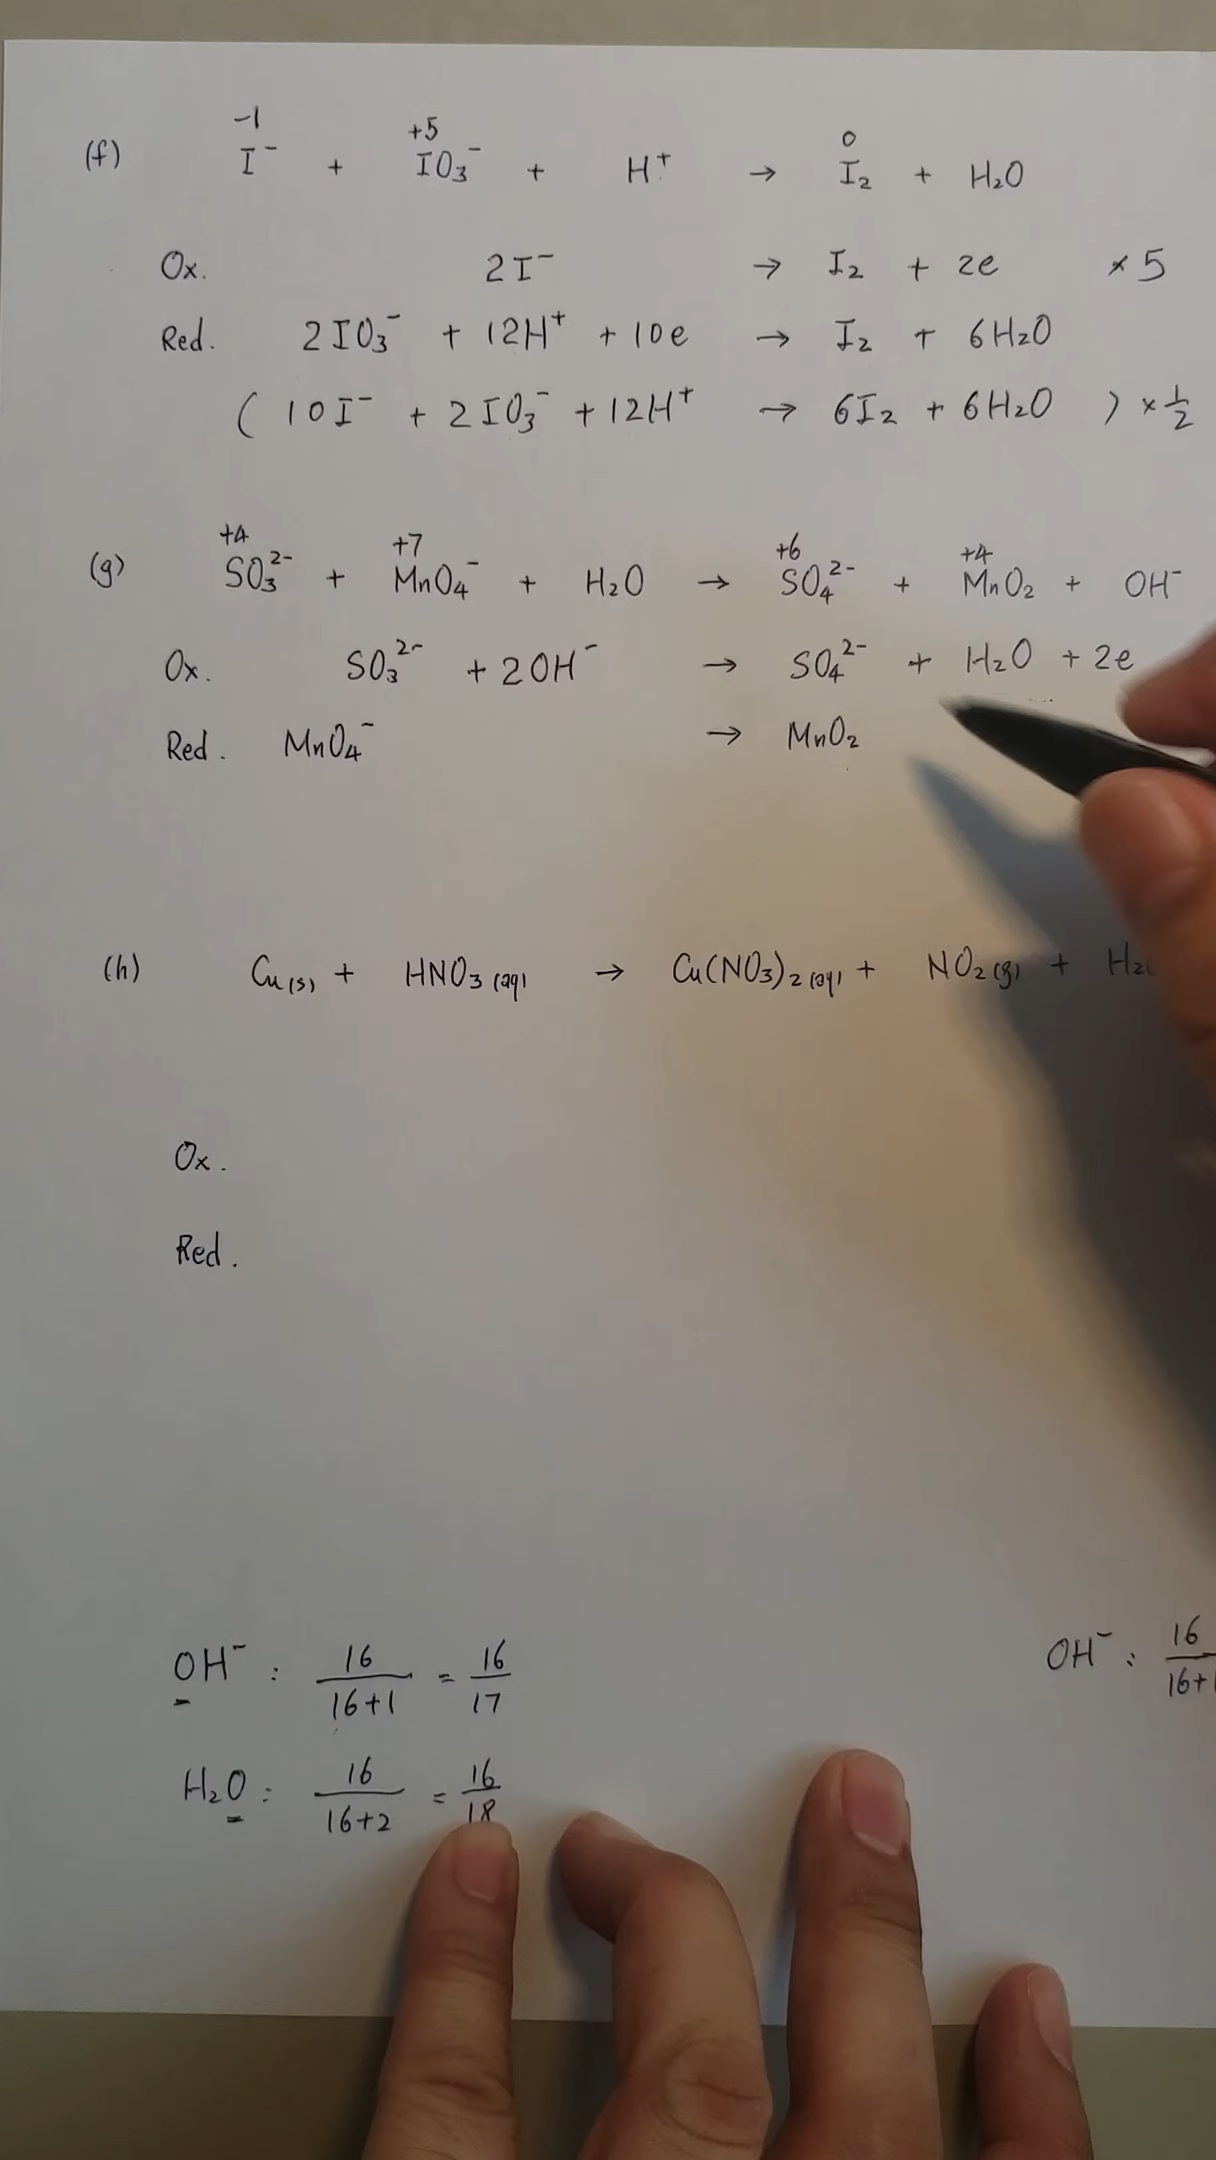 (f) I⁻ + IO₃⁻ + H⁺ → I₂ + H₂O
-1 +5 0
Ox. 2I⁻ → I₂ + 2e × 5
Red. 2IO₃⁻ + 12H⁺ + 10e → I₂ + 6H₂O
( 10I⁻ + 2IO₃⁻ + 12H⁺ → 6I₂ + 6H₂O ) × 1/2
+4 +7 +6 +4
(g) SO₃²⁻ + MnO₄⁻ + H₂O → SO₄²⁻ + MnO₂ + OH⁻
Ox. SO₃²⁻ + 2OH⁻ → SO₄²⁻ + H₂O + 2e
Red. MnO₄⁻ → MnO₂
(h) Cu(s) + HNO₃(aq) → Cu(NO₃)₂(aq) + NO₂(g) + H₂
Ox.
Red.
OH⁻ : 16/(16+1) = 16/17
OH⁻ : 16/16+
H₂O : 16/(16+2) = 16/18